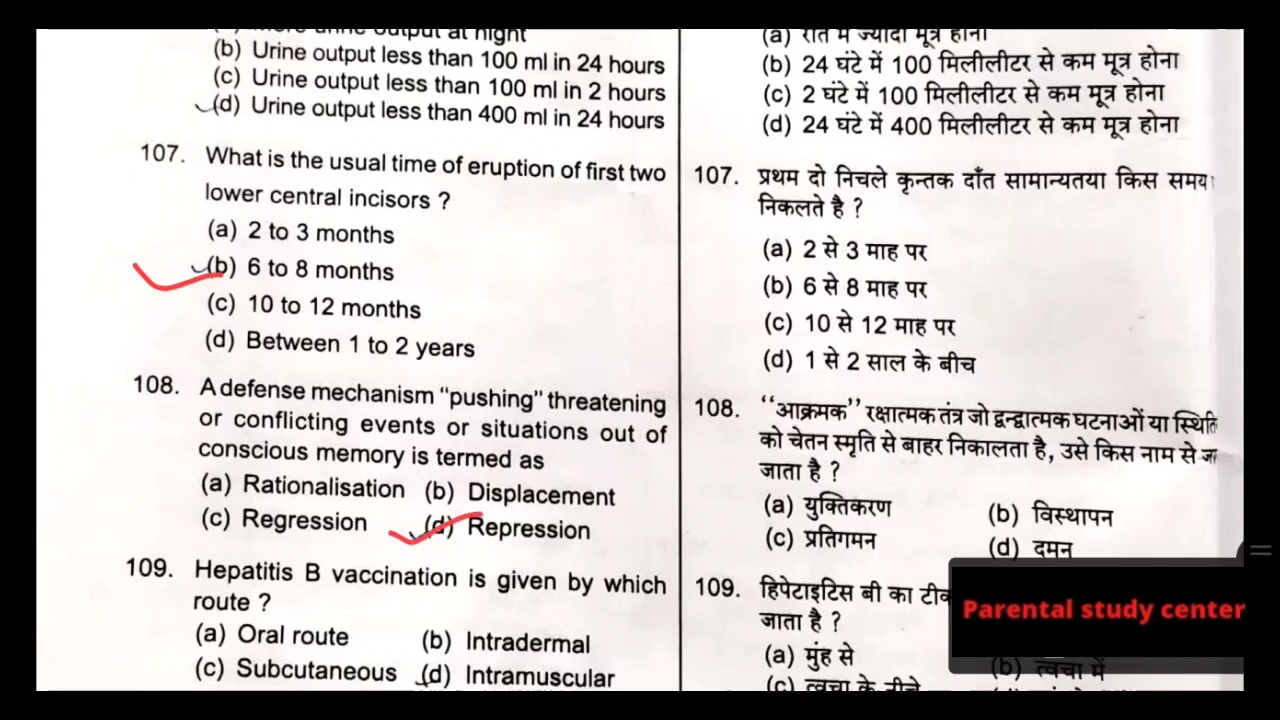 output at night
(b) Urine output less than 100 ml in 24 hours
(c) Urine output less than 100 ml in 2 hours
(d) Urine output less than 400 ml in 24 hours
107. What is the usual time of eruption of first two
lower central incisors ?
(a) 2 to 3 months
(b) 6 to 8 months
(c) 10 to 12 months
(d) Between 1 to 2 years
108. A defense mechanism “pushing” threatening
or conflicting events or situations out of
conscious memory is termed as
(a) Rationalisation (b) Displacement
(c) Regression (d) Repression
109. Hepatitis B vaccination is given by which
route ?
(a) Oral route (b) Intradermal
(c) Subcutaneous (d) Intramuscular
(a) रात में ज्यादा मूत्र होना
(b) 24 घंटे में 100 मिलीलीटर से कम मूत्र होना
(c) 2 घंटे में 100 मिलीलीटर से कम मूत्र होना
(d) 24 घंटे में 400 मिलीलीटर से कम मूत्र होना
107. प्रथम दो निचले कृन्तक दाँत सामान्यतया किस समय
निकलते है ?
(a) 2 से 3 माह पर
(b) 6 से 8 माह पर
(c) 10 से 12 माह पर
(d) 1 से 2 साल के बीच
108. ‘‘आक्रमक’’ रक्षात्मक तंत्र जो द्वन्द्वात्मक घटनाओं या
को चेतन स्मृति से बाहर निकालता है, उसे किस नाम से
जाता है ?
(a) युक्तिकरण (b) विस्थापन
(c) प्रतिगमन (d) दमन
109. हिपेटाइटिस बी का
जाता है ?
(a) मुंह से
(b) त्वचा में
(c) त्वचा के नीचे
Parental study center